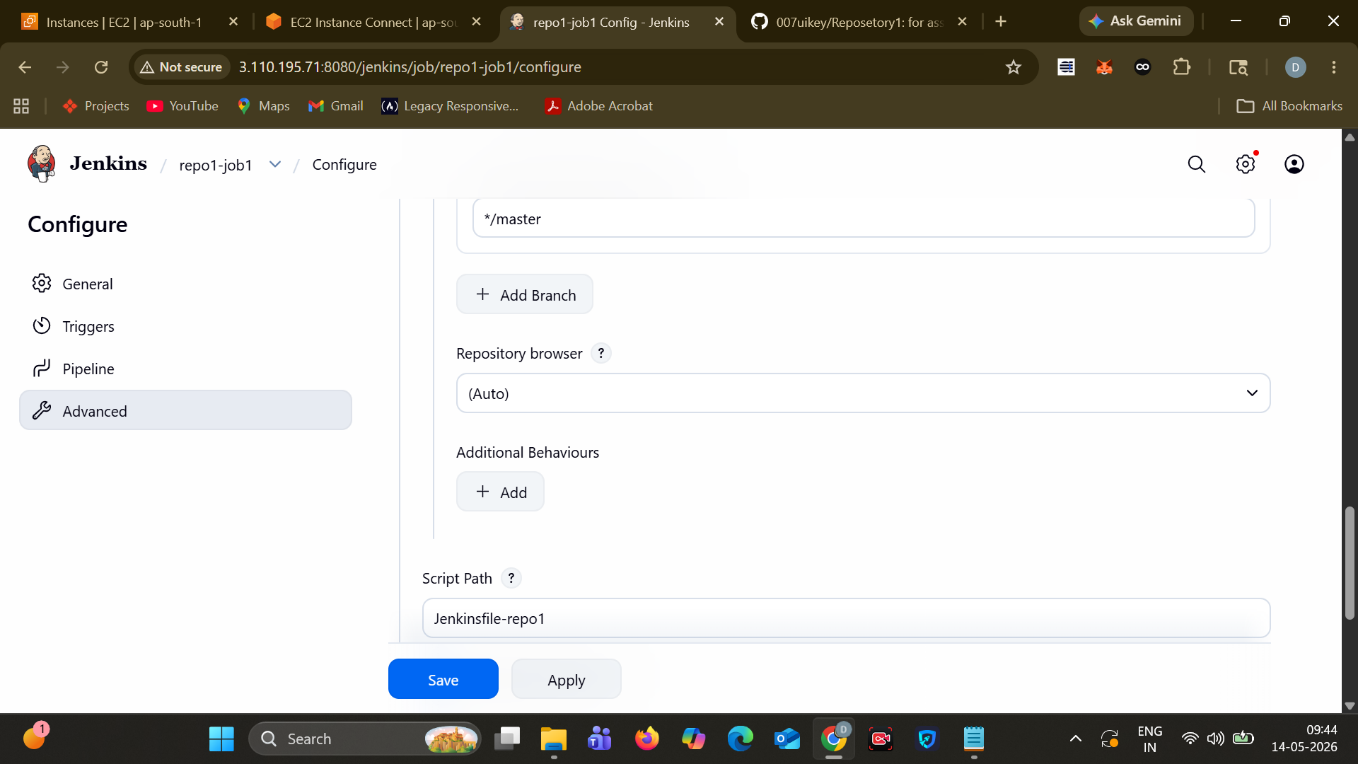 Instances | EC2 | ap-south-1
EC2 Instance Connect | ap-sou
repo1-job1 Config - Jenkins
007uikey/Reposetory1: for ass
Ask Gemini
Not secure
3.110.195.71:8080/jenkins/job/repo1-job1/configure
D
Projects
YouTube
Maps
Gmail
Legacy Responsive...
Adobe Acrobat
All Bookmarks
Jenkins / repo1-job1 / Configure
Configure
General
Triggers
Pipeline
Advanced
*/master
+ Add Branch
Repository browser ?
(Auto)
Additional Behaviours
+ Add
Script Path ?
Jenkinsfile-repo1
Save
Apply
1
Search
D
ENG
IN
09:44
14-05-2026